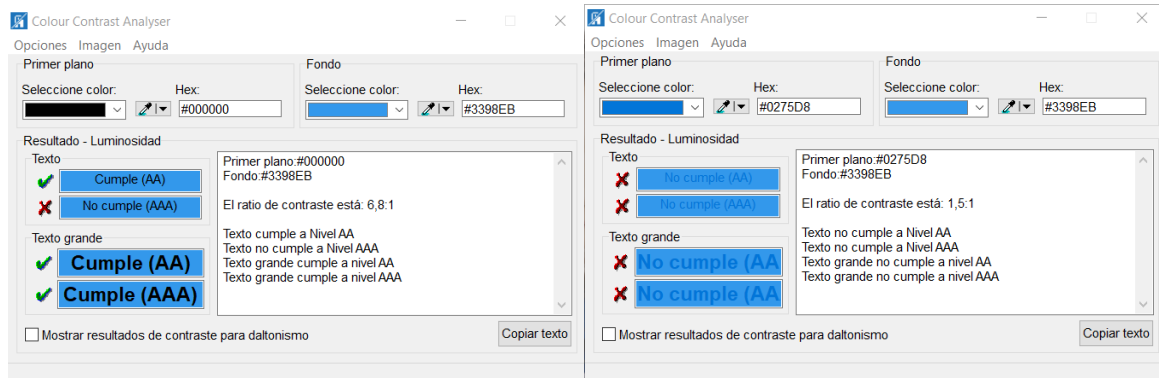 Colour Contrast Analyser
Opciones Imagen Ayuda
Primer plano
Fondo
Seleccione color: Hex:
#000000
Seleccione color: Hex:
#3398EB
Resultado - Luminosidad
Texto
Cumple (AA)
No cumple (AAA)
Texto grande
Cumple (AA)
Cumple (AAA)
Primer plano:#000000
Fondo:#3398EB
El ratio de contraste está: 6,8:1
Texto cumple a Nivel AA
Texto no cumple a Nivel AAA
Texto grande cumple a nivel AA
Texto grande cumple a nivel AAA
Mostrar resultados de contraste para daltonismo
Copiar texto
Colour Contrast Analyser
Opciones Imagen Ayuda
Primer plano
Fondo
Seleccione color: Hex:
#0275D8
Seleccione color: Hex:
#3398EB
Resultado - Luminosidad
Texto
No cumple (AA)
No cumple (AAA)
Texto grande
No cumple (AA
No cumple (AA
Primer plano:#0275D8
Fondo:#3398EB
El ratio de contraste está: 1,5:1
Texto no cumple a Nivel AA
Texto no cumple a Nivel AAA
Texto grande no cumple a nivel AA
Texto grande no cumple a nivel AAA
Mostrar resultados de contraste para daltonismo
Copiar texto